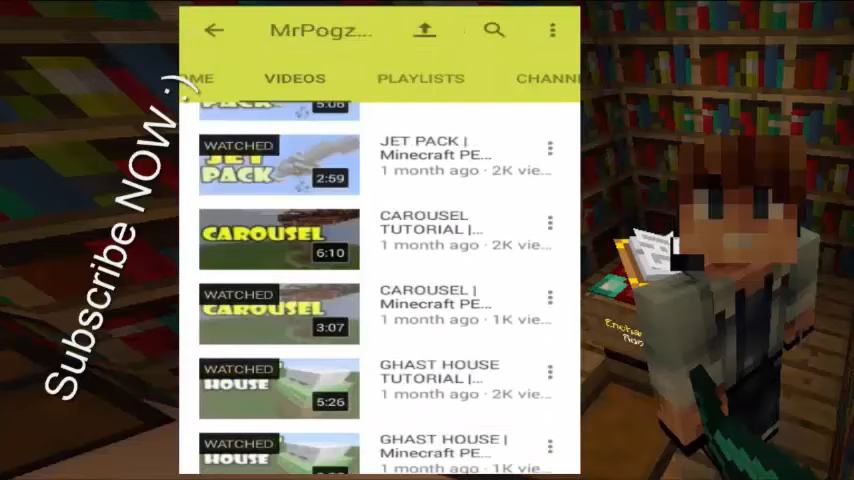 MrPogz...
ME
VIDEOS
PLAYLISTS
CHANN
PACK
5:06
WATCHED
JET
PACK
2:59
JET PACK |
Minecraft PE...
1 month ago · 2K vie...
CAROUSEL
6:10
CAROUSEL
TUTORIAL |...
1 month ago · 2K vie...
WATCHED
CAROUSEL
3:07
CAROUSEL |
Minecraft PE...
1 month ago · 1K vie...
WATCHED
HOUSE
5:26
GHAST HOUSE
TUTORIAL |...
1 month ago · 2K vie...
WATCHED
HOUSE
GHAST HOUSE |
Minecraft PE...
1 month ago · 1K vie...
Subscribe NOW :)